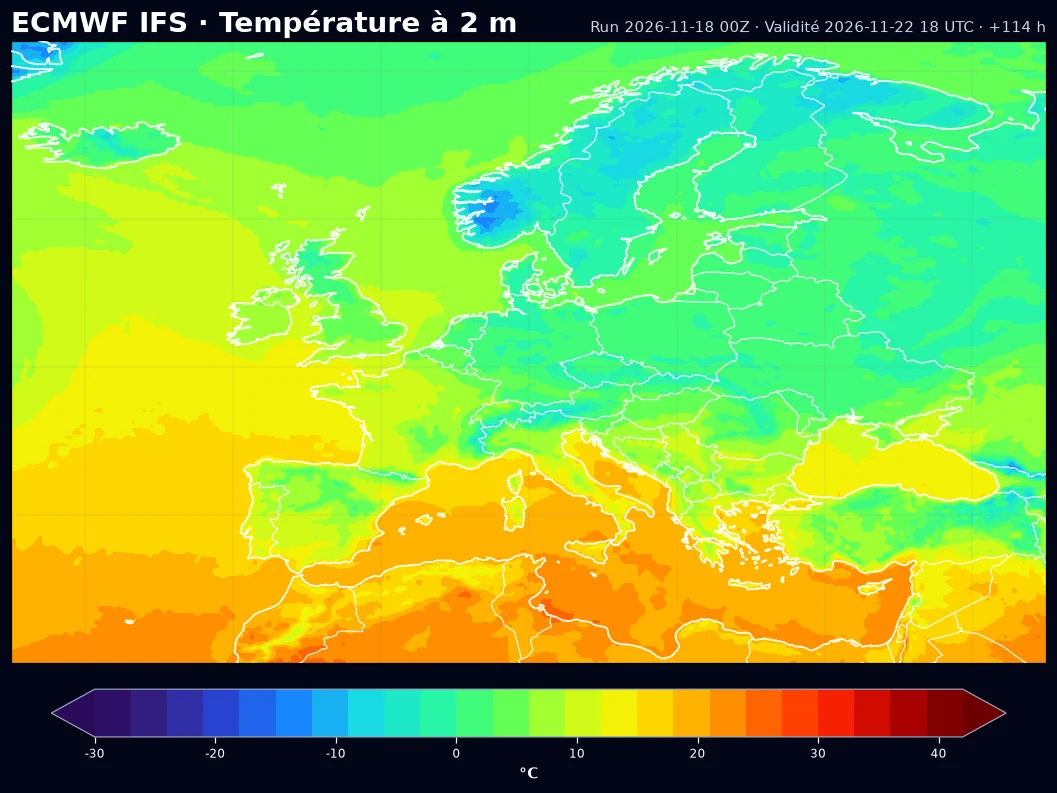 ECMWF IFS · Température à 2 m
Run 2026-11-18 00Z · Validité 2026-11-22 18 UTC · +114 h
-30 -20 -10 0 10 20 30 40
°C